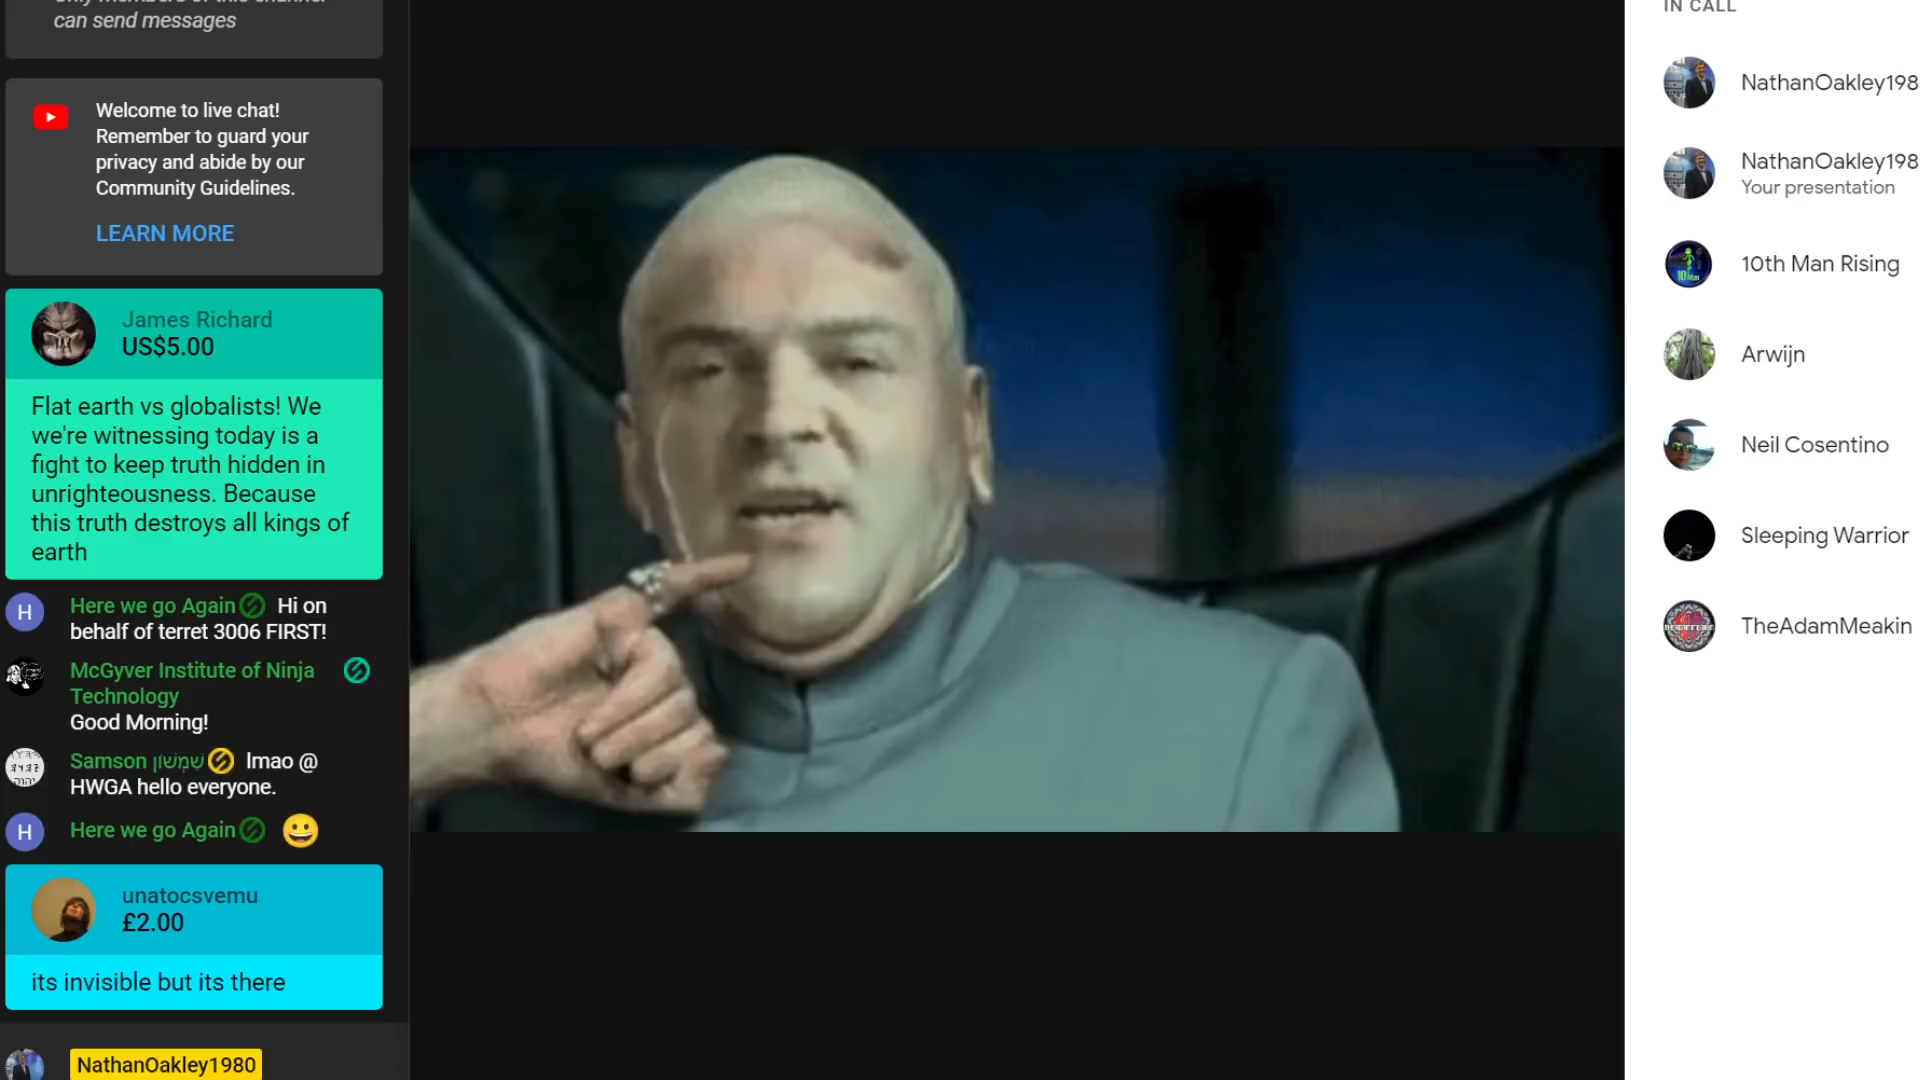 can send messages
Welcome to live chat!
Remember to guard your
privacy and abide by our
Community Guidelines.
LEARN MORE
James Richard
US$5.00
Flat earth vs globalists! We
we're witnessing today is a
fight to keep truth hidden in
unrighteousness. Because
this truth destroys all kings of
earth
H
Here we go Again Hi on
behalf of terret 3006 FIRST!
McGyver Institute of Ninja
Technology
Good Morning!
Samson שִׁמְשׁוֹן lmao @
HWGA hello everyone.
H
Here we go Again 😀
unatocsvemu
£2.00
its invisible but its there
NathanOakley1980
IN CALL
NathanOakley198
NathanOakley198
Your presentation
10th Man Rising
Arwijn
Neil Cosentino
Sleeping Warrior
TheAdamMeakin